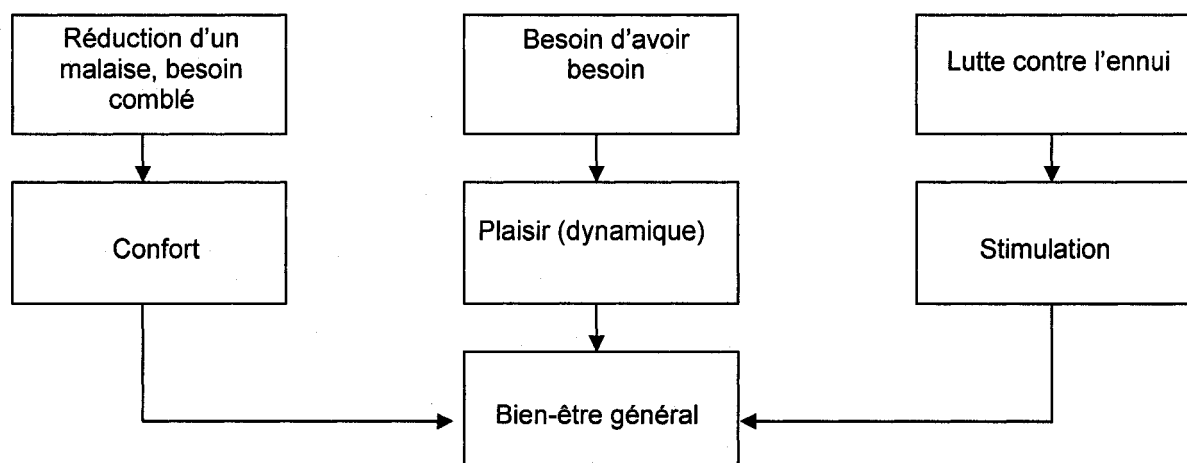 Réduction d'un
malaise, besoin
comblé
Besoin d'avoir
besoin
Lutte contre l'ennui
Confort
Plaisir (dynamique)
Stimulation
Bien-être général